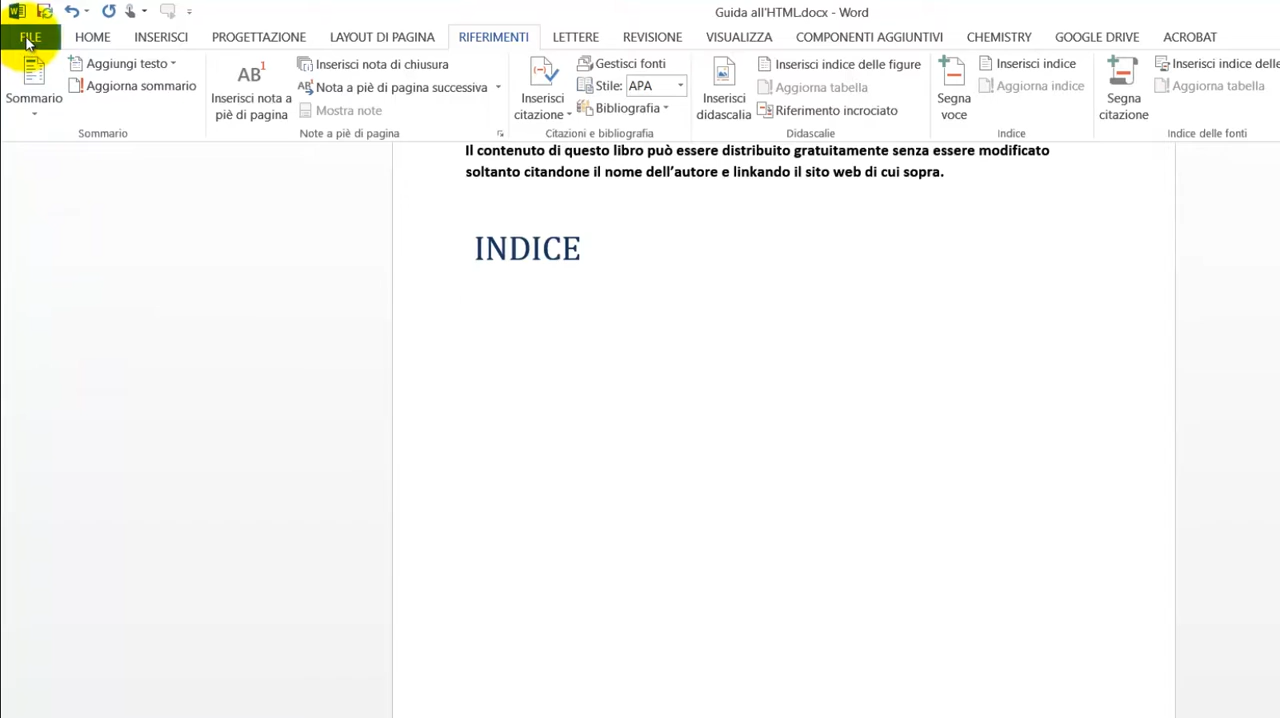 Guida all'HTML.docx - Word
FILE HOME INSERISCI PROGETTAZIONE LAYOUT DI PAGINA RIFERIMENTI LETTERE REVISIONE VISUALIZZA COMPONENTI AGGIUNTIVI CHEMISTRY GOOGLE DRIVE ACROBAT
Sommario
Aggiungi testo
Aggiorna sommario
Sommario
AB1
Inserisci nota a
piè di pagina
Inserisci nota di chiusura
AB1 Nota a piè di pagina successiva
Mostra note
Note a piè di pagina
Inserisci
citazione
Gestisci fonti
Stile: APA
Bibliografia
Citazioni e bibliografia
Inserisci
didascalia
Inserisci indice delle figure
Aggiorna tabella
Riferimento incrociato
Didascalie
Segna
voce
Inserisci indice
Aggiorna indice
Indice
Segna
citazione
Inserisci indice delle
Aggiorna tabella
Indice delle fonti
Il contenuto di questo libro può essere distribuito gratuitamente senza essere modificato
soltanto citandone il nome dell’autore e linkando il sito web di cui sopra.
INDICE